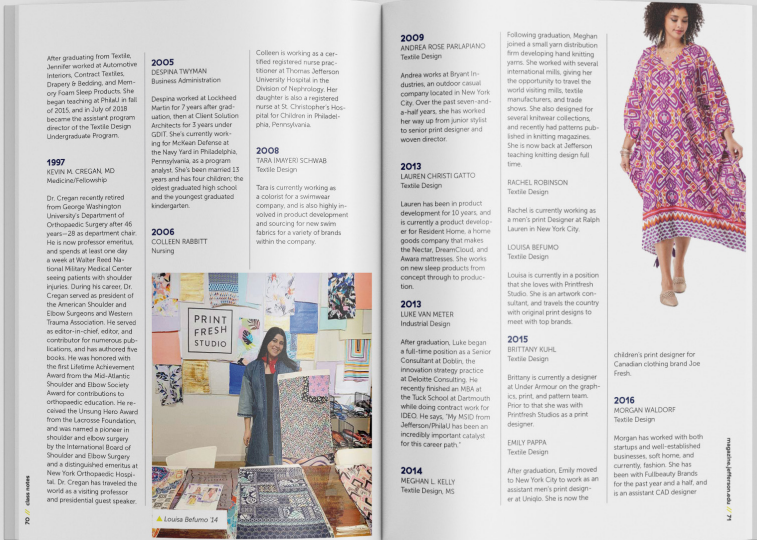 After graduating from Textile,
Jennifer worked at Automotive
Interiors, Contract Textiles,
Drapery & Bedding, and Mem-
ory Foam Sleep Products. She
began teaching at PhilaU in fall
of 2015, and in July of 2018
became the assistant program
director of the Textile Design
Undergraduate Program.
1997
KEVIN M. CREGAN, MD
Medicine/Fellowship
Dr. Cregan recently retired
from George Washington
University's Department of
Orthopaedic Surgery after 46
years—28 as department chair.
He is now professor emeritus,
and spends at least one day
a week at Walter Reed Na-
tional Military Medical Center
seeing patients with shoulder
injuries. During his career, Dr.
Cregan served as president of
the American Shoulder and
Elbow Surgeons and Western
Trauma Association. He served
as editor-in-chief, editor, and
contributor for numerous pub-
lications, and has authored five
books. He was honored with
the first Lifetime Achievement
Award from the Mid-Atlantic
Shoulder and Elbow Society
Award for contributions to
orthopaedic education. He re-
ceived the Unsung Hero Award
from the Lacrosse Foundation,
and was named a pioneer in
shoulder and elbow surgery
by the International Board of
Shoulder and Elbow Surgery
and a distinguished emeritus at
New York Orthopaedic Hospi-
tal. Dr. Cregan has traveled the
world as a visiting professor
and presidential guest speaker.
70 // class notes
2005
DESPINA TWYMAN
Business Administration
Despina worked at Lockheed
Martin for 7 years after grad-
uation, then at Client Solution
Architects for 3 years under
GDIT. She's currently work-
ing for McKean Defense at
the Navy Yard in Philadelphia,
Pennsylvania, as a program
analyst. She's been married 13
years and has four children; the
oldest graduated high school
and the youngest graduated
kindergarten.
2006
COLLEEN RABBITT
Nursing
Colleen is working as a cer-
tified registered nurse prac-
titioner at Thomas Jefferson
University Hospital in the
Division of Nephrology. Her
daughter is also a registered
nurse at St. Christopher's Hos-
pital for Children in Philadel-
phia, Pennsylvania.
2008
TARA (MAYER) SCHWAB
Textile Design
Tara is currently working as
a colorist for a swimwear
company, and is also highly in-
volved in product development
and sourcing for new swim
fabrics for a variety of brands
within the company.
PRINT
FRESH
STUDIO
Louisa Befumo '14
2009
ANDREA ROSE PARLAPIANO
Textile Design
Andrea works at Bryant In-
dustries, an outdoor casual
company located in New York
City. Over the past seven-and-
a-half years, she has worked
her way up from junior stylist
to senior print designer and
woven director.
2013
LAUREN CHRISTI GATTO
Textile Design
Lauren has been in product
development for 10 years, and
is currently a product develop-
er for Resident Home, a home
goods company that makes
the Nectar, DreamCloud, and
Awara mattresses. She works
on new sleep products from
concept through to produc-
tion.
2013
LUKE VAN METER
Industrial Design
After graduation, Luke began
a full-time position as a Senior
Consultant at Doblin, the
innovation strategy practice
at Deloitte Consulting. He
recently finished an MBA at
the Tuck School at Dartmouth
while doing contract work for
IDEO. He says, "My MSID from
Jefferson/PhilaU has been an
incredibly important catalyst
for this career path."
2014
MEGHAN L. KELLY
Textile Design, MS
Following graduation, Meghan
joined a small yarn distribution
firm developing hand knitting
yarns. She worked with several
international mills, giving her
the opportunity to travel the
world visiting mills, textile
manufacturers, and trade
shows. She also designed for
several knitwear collections,
and recently had patterns pub-
lished in knitting magazines.
She is now back at Jefferson
teaching knitting design full
time.
RACHEL ROBINSON
Textile Design
Rachel is currently working as
a men's print Designer at Ralph
Lauren in New York City.
LOUISA BEFUMO
Textile Design
Louisa is currently in a position
that she loves with Printfresh
Studio. She is an artwork con-
sultant, and travels the country
with original print designs to
meet with top brands.
2015
BRITTANY KUHL
Textile Design
Brittany is currently a designer
at Under Armour on the graph-
ics, print, and pattern team.
Prior to that she was with
Printfresh Studios as a print
designer.
EMILY PAPPA
Textile Design
After graduation, Emily moved
to New York City to work as an
assistant men's print design-
er at Uniqlo. She is now the
children's print designer for
Canadian clothing brand Joe
Fresh.
2016
MORGAN WALDORF
Textile Design
Morgan has worked with both
startups and well-established
businesses, soft home, and
currently, fashion. She has
been with Fullbeauty Brands
for the past year and a half, and
is an assistant CAD designer
magazine.jefferson.edu // 71